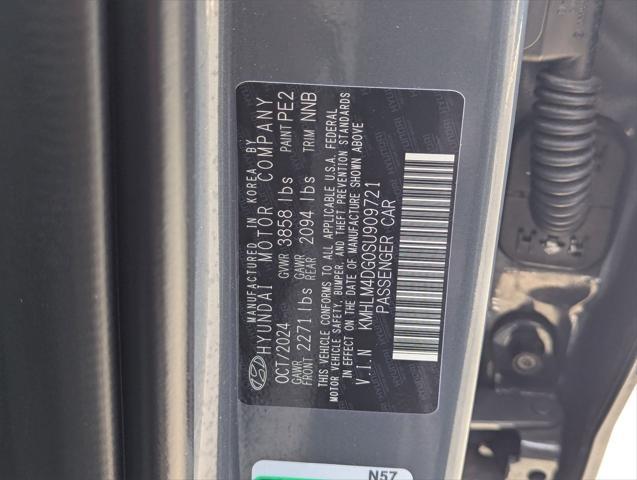 MANUFACTURED IN KOREA BY
HYUNDAI MOTOR COMPANY
OCT/2024 GVWR 3858 lbs PAINT PE2
GAWR FRONT 2271 lbs GAWR REAR 2094 lbs TRIM NNB
THIS VEHICLE CONFORMS TO ALL APPLICABLE U.S.A. FEDERAL
MOTOR VEHICLE SAFETY, BUMPER, AND THEFT PREVENTION STANDARDS
IN EFFECT ON THE DATE OF MANUFACTURE SHOWN ABOVE
V.I.N KMHLM4DG0SU909721
PASSENGER CAR
N57